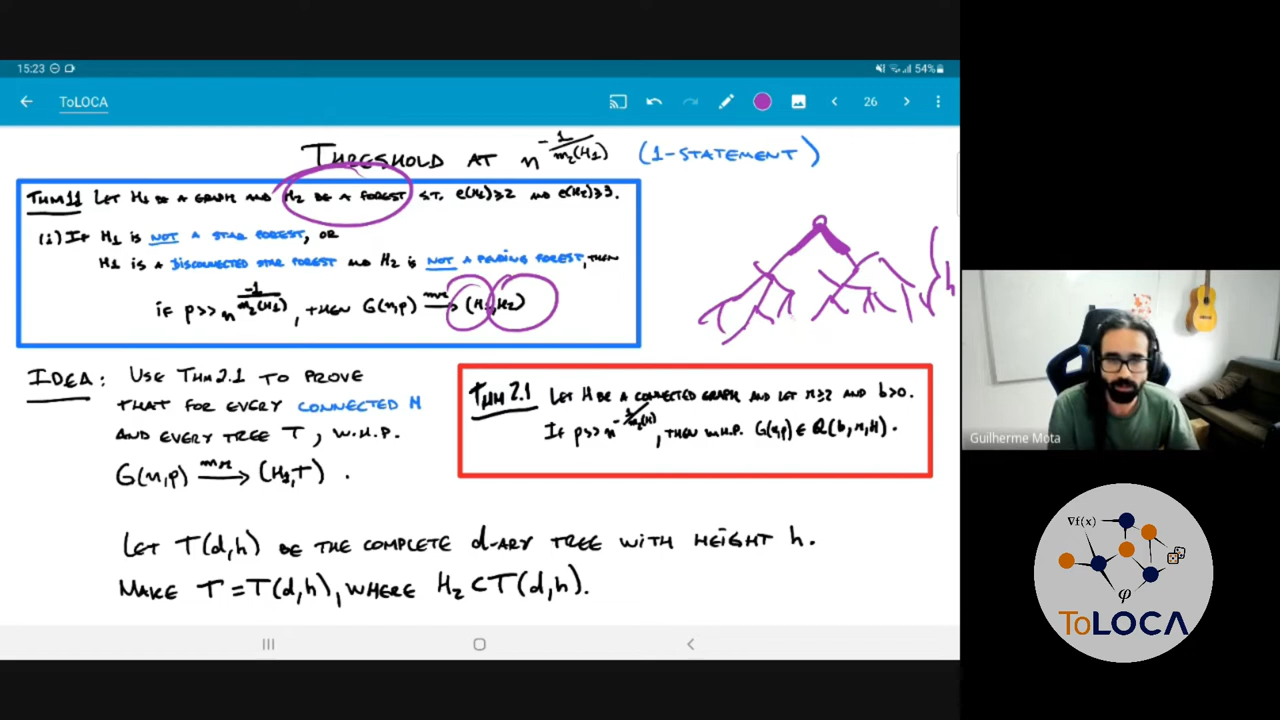 15:23
54%
ToLOCA
26
THRESHOLD AT n^{-1/m₂(H₁)} (1-STATEMENT)
THM 1.1 LET H₁ BE A GRAPH AND H₂ BE A FOREST S.T. e(H₁)≥2 AND e(H₂)≥3.
(i) IF H₁ IS NOT A STAR FOREST, OR
H₁ IS A DISCONNECTED STAR FOREST AND H₂ IS NOT A PENDING FOREST, THEN
IF p >> n^{-1/m₂(H₁)}, THEN G(n,p) → (H₁,H₂)
h
IDEA: USE THM 2.1 TO PROVE
THAT FOR EVERY CONNECTED H
AND EVERY TREE T, W.H.P.
G(n,p) → (H₁,T).
THM 2.1 LET H BE A CONNECTED GRAPH AND LET r≥2 AND b>0.
IF p >> n^{-1/m₂(H)}, THEN W.H.P. G(n,p) ∈ R(b,r,H).
LET T(d,h) BE THE COMPLETE d-ARY TREE WITH HEIGHT h.
MAKE T = T(d,h), WHERE H₂ ⊂ T(d,h).
Guilherme Mota
∇f(x)
φ
ToLOCA